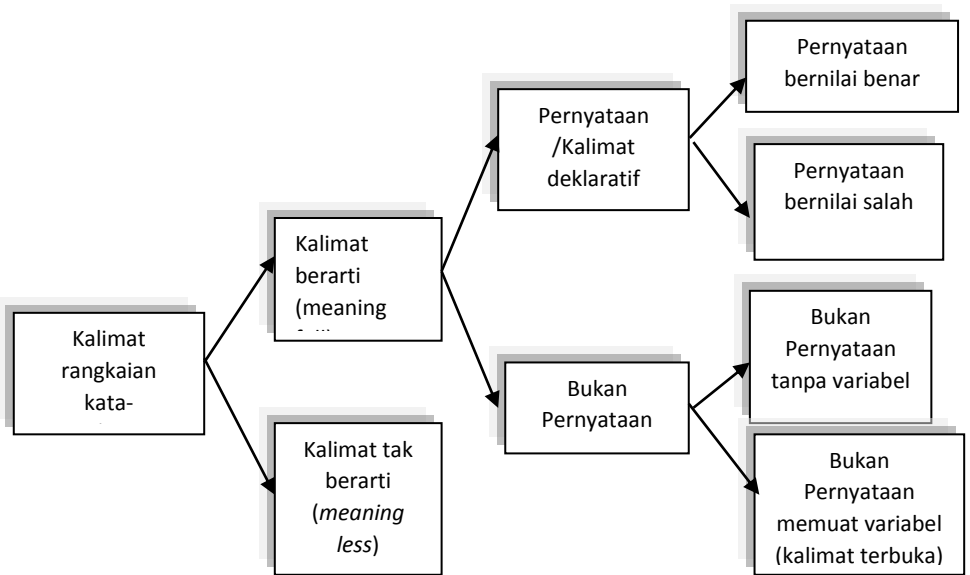 Kalimat
rangkaian
kata-
Kalimat
berarti
(meaning
Kalimat tak
berarti
(meaning
less)
Pernyataan
/Kalimat
deklaratif
Bukan
Pernyataan
Pernyataan
bernilai benar
Pernyataan
bernilai salah
Bukan
Pernyataan
tanpa variabel
Bukan
Pernyataan
memuat variabel
(kalimat terbuka)